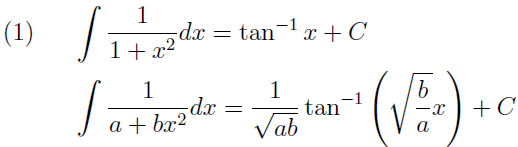 (1) ∫ 1/(1 + x²) dx = tan⁻¹ x + C
∫ 1/(a + bx²) dx = 1/√(ab) tan⁻¹ (√(b/a) x) + C